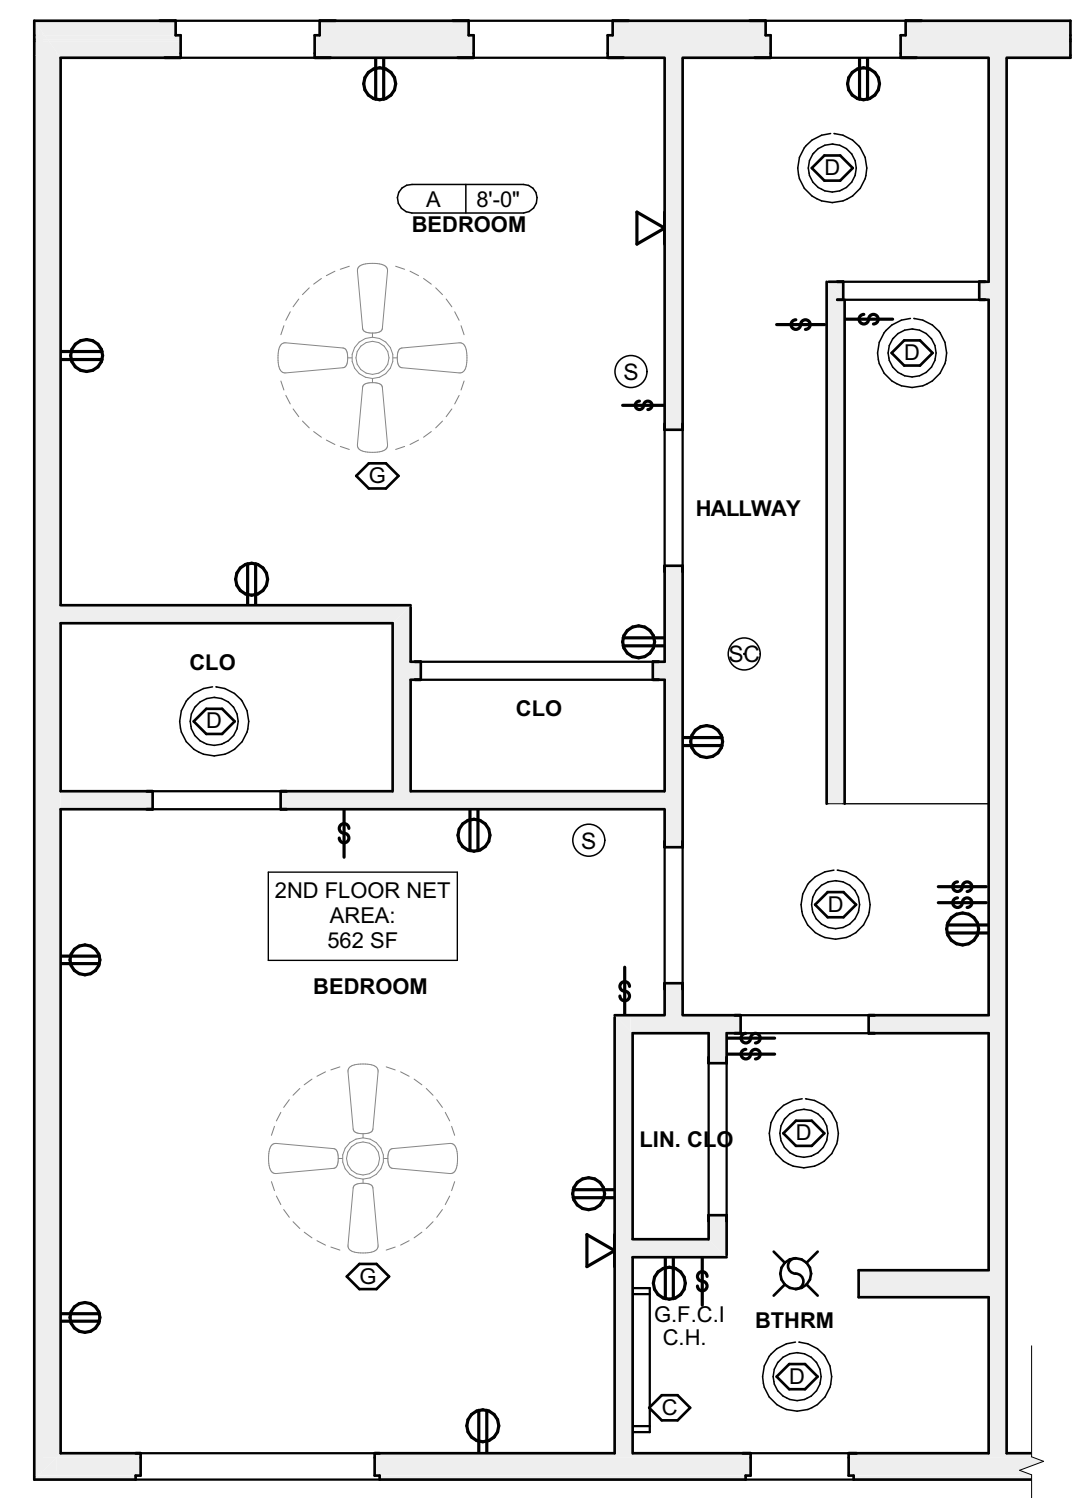 D
A 8'-0"
BEDROOM
S
S
D
S
S
G
HALLWAY
SC
CLO
D
CLO
S
S
2ND FLOOR NET
AREA:
562 SF
D
S
S
BEDROOM
S
S
S
D
LIN. CLO
G
S
G.F.C.I
C.H.
BTHRM
D
C